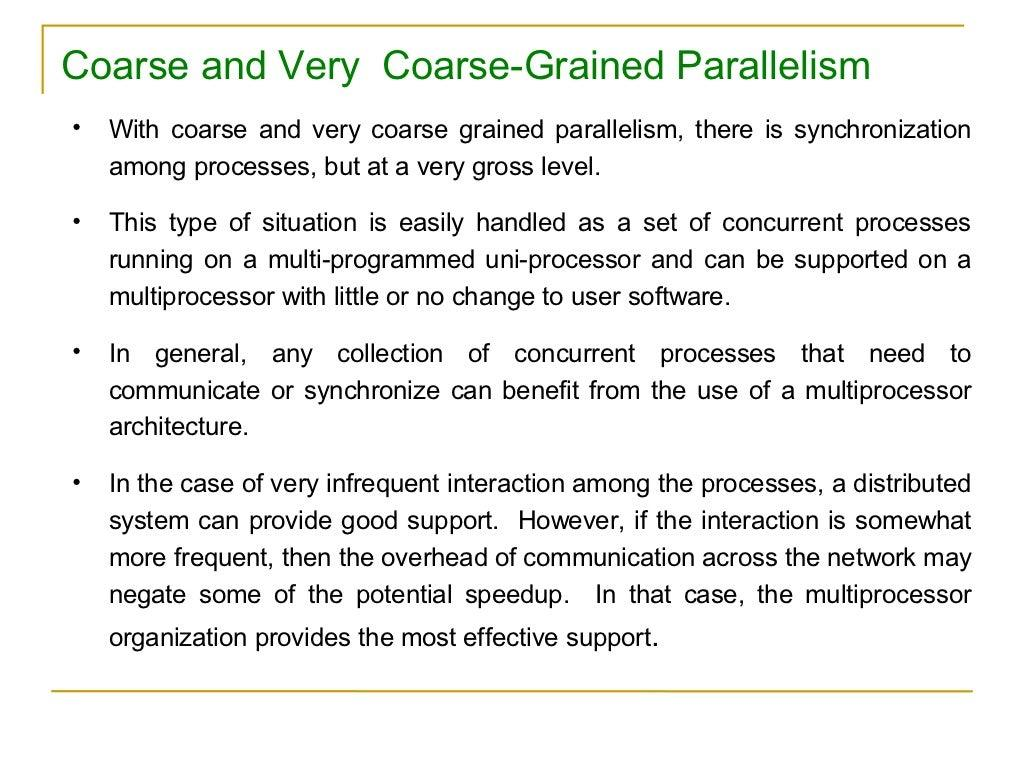 Coarse and Very  Coarse-Grained Parallelism
• With coarse and very coarse grained parallelism, there is synchronization
among processes, but at a very gross level.
• This type of situation is easily handled as a set of concurrent processes
running on a multi-programmed uni-processor and can be supported on a
multiprocessor with little or no change to user software.
• In general, any collection of concurrent processes that need to
communicate or synchronize can benefit from the use of a multiprocessor
architecture.
• In the case of very infrequent interaction among the processes, a distributed
system can provide good support.  However, if the interaction is somewhat
more frequent, then the overhead of communication across the network may
negate some of the potential speedup.  In that case, the multiprocessor
organization provides the most effective support.